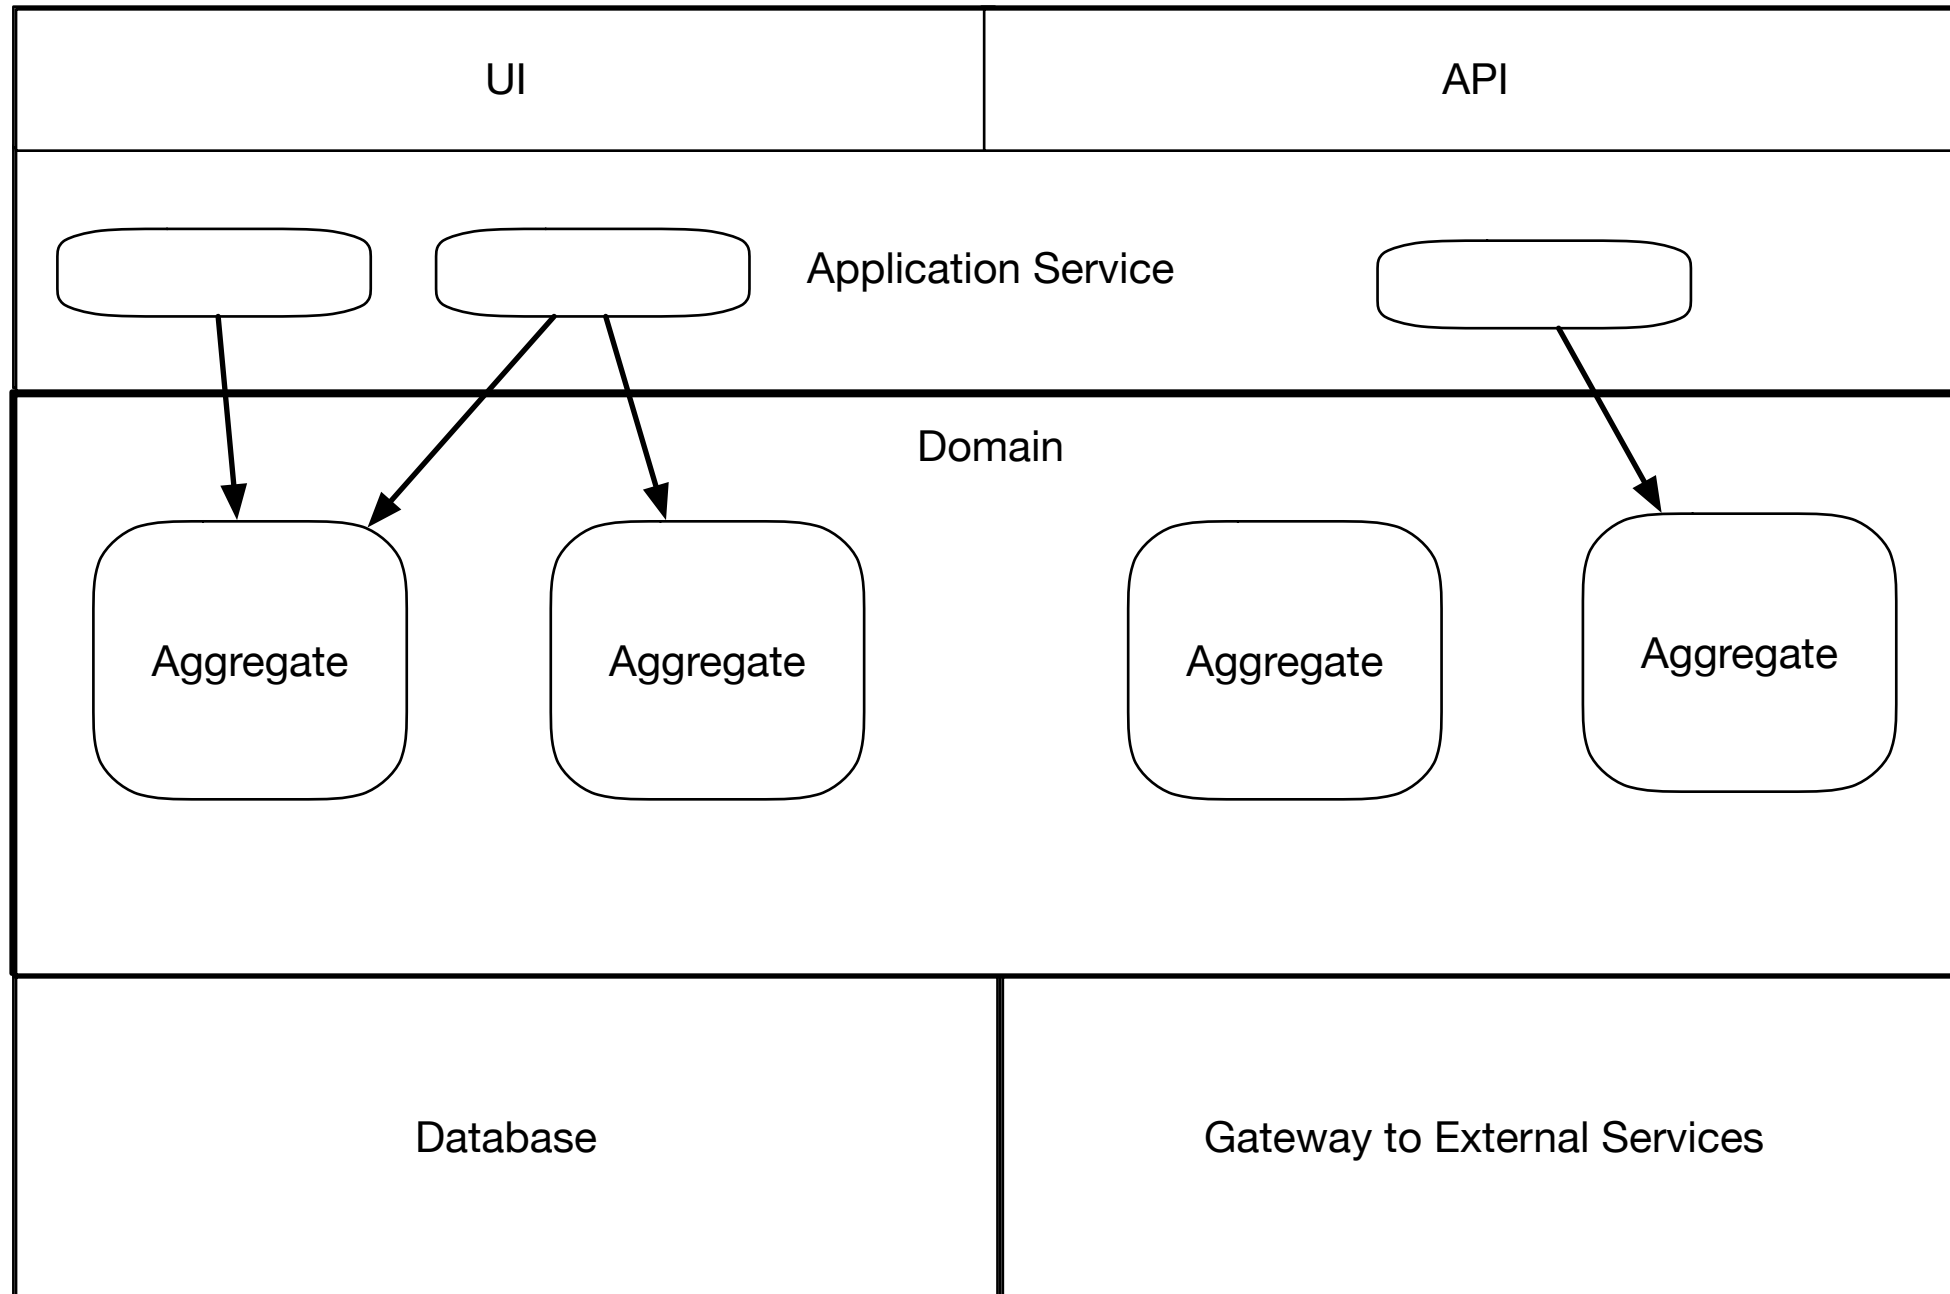 UI
API
Application Service
Domain
Aggregate
Aggregate
Aggregate
Aggregate
Database
Gateway to External Services